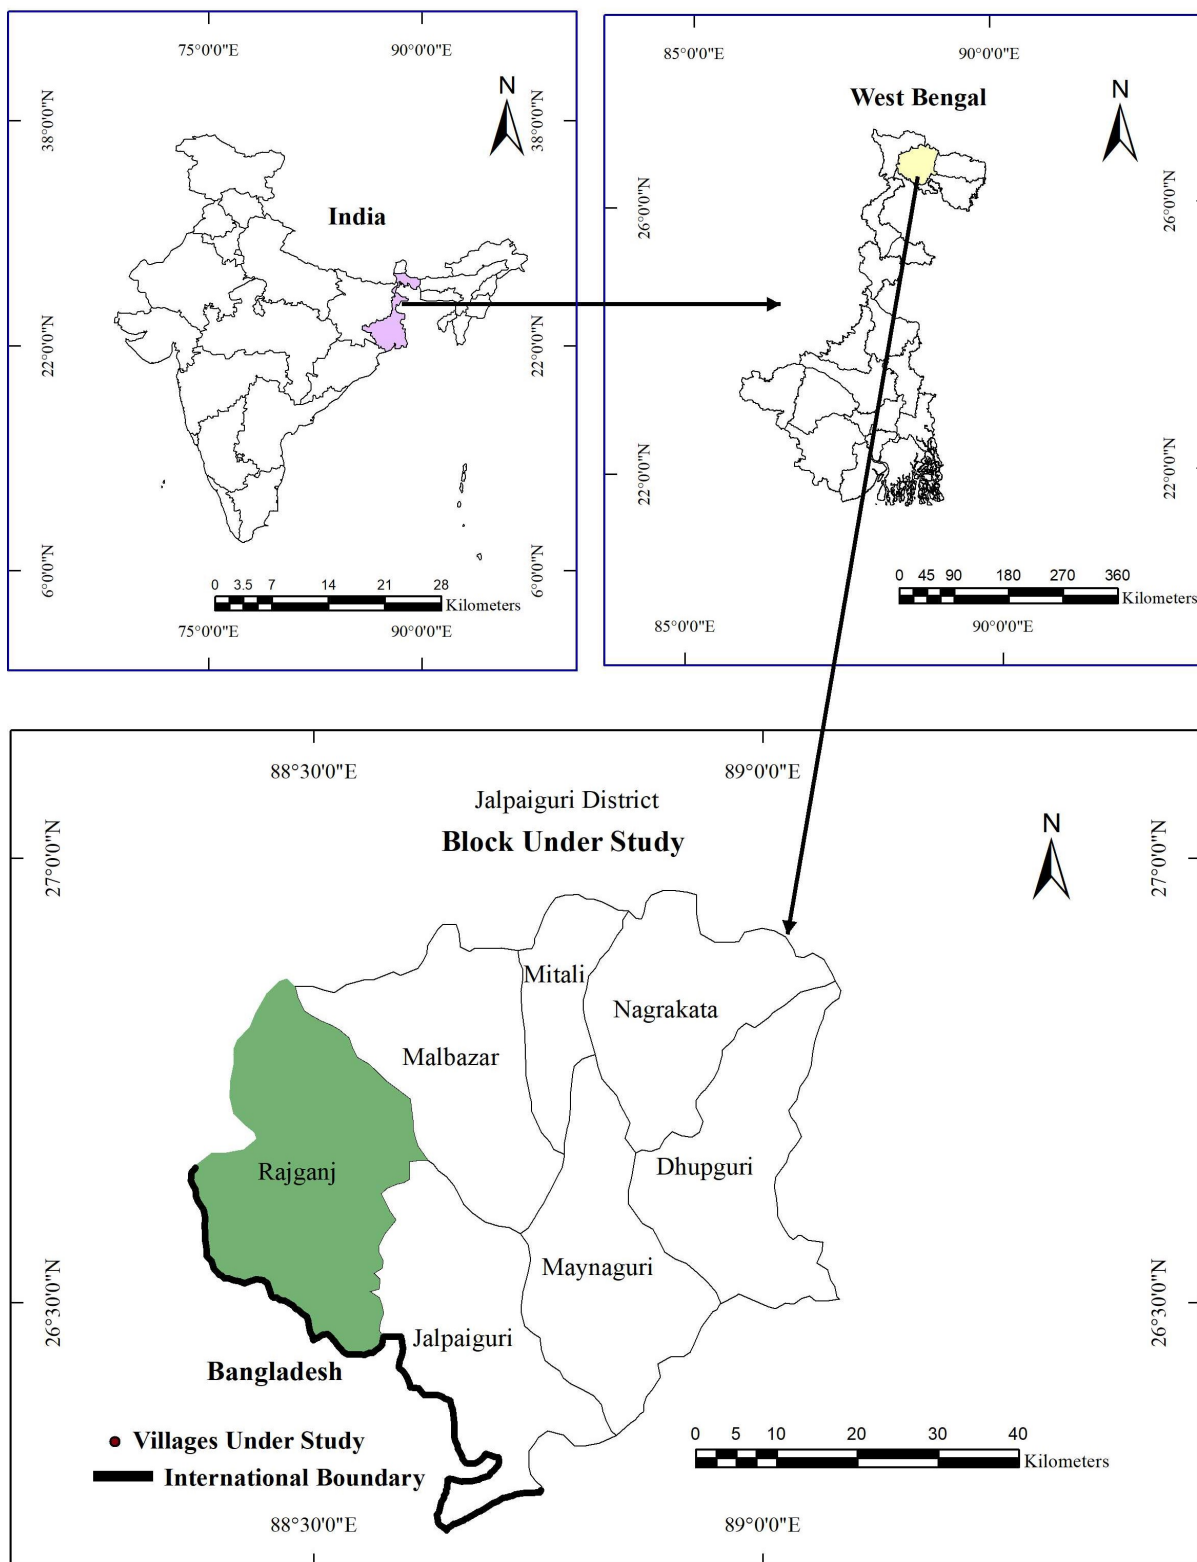 75°0'0"E 90°0'0"E
N
38°0'0"N 38°0'0"N
India
22°0'0"N 22°0'0"N
6°0'0"N 6°0'0"N
0 3.5 7 14 21 28
Kilometers
75°0'0"E 90°0'0"E
85°0'0"E 90°0'0"E
West Bengal
N
26°0'0"N 26°0'0"N
22°0'0"N 22°0'0"N
0 45 90 180 270 360
Kilometers
85°0'0"E 90°0'0"E
88°30'0"E 89°0'0"E
Jalpaiguri District
Block Under Study
N
27°0'0"N 27°0'0"N
Mitali
Nagrakata
Malbazar
Rajganj
Dhupguri
Maynaguri
26°30'0"N 26°30'0"N
Jalpaiguri
Bangladesh
Villages Under Study
International Boundary
0 5 10 20 30 40
Kilometers
88°30'0"E 89°0'0"E